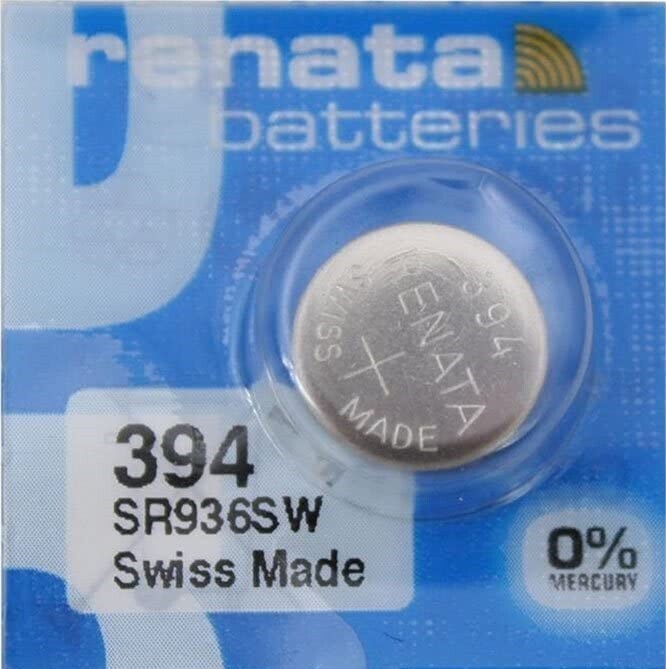 renata
batteries
394
RENATA
SWISS
+
MADE
394
SR936SW
Swiss Made
0%
MERCURY